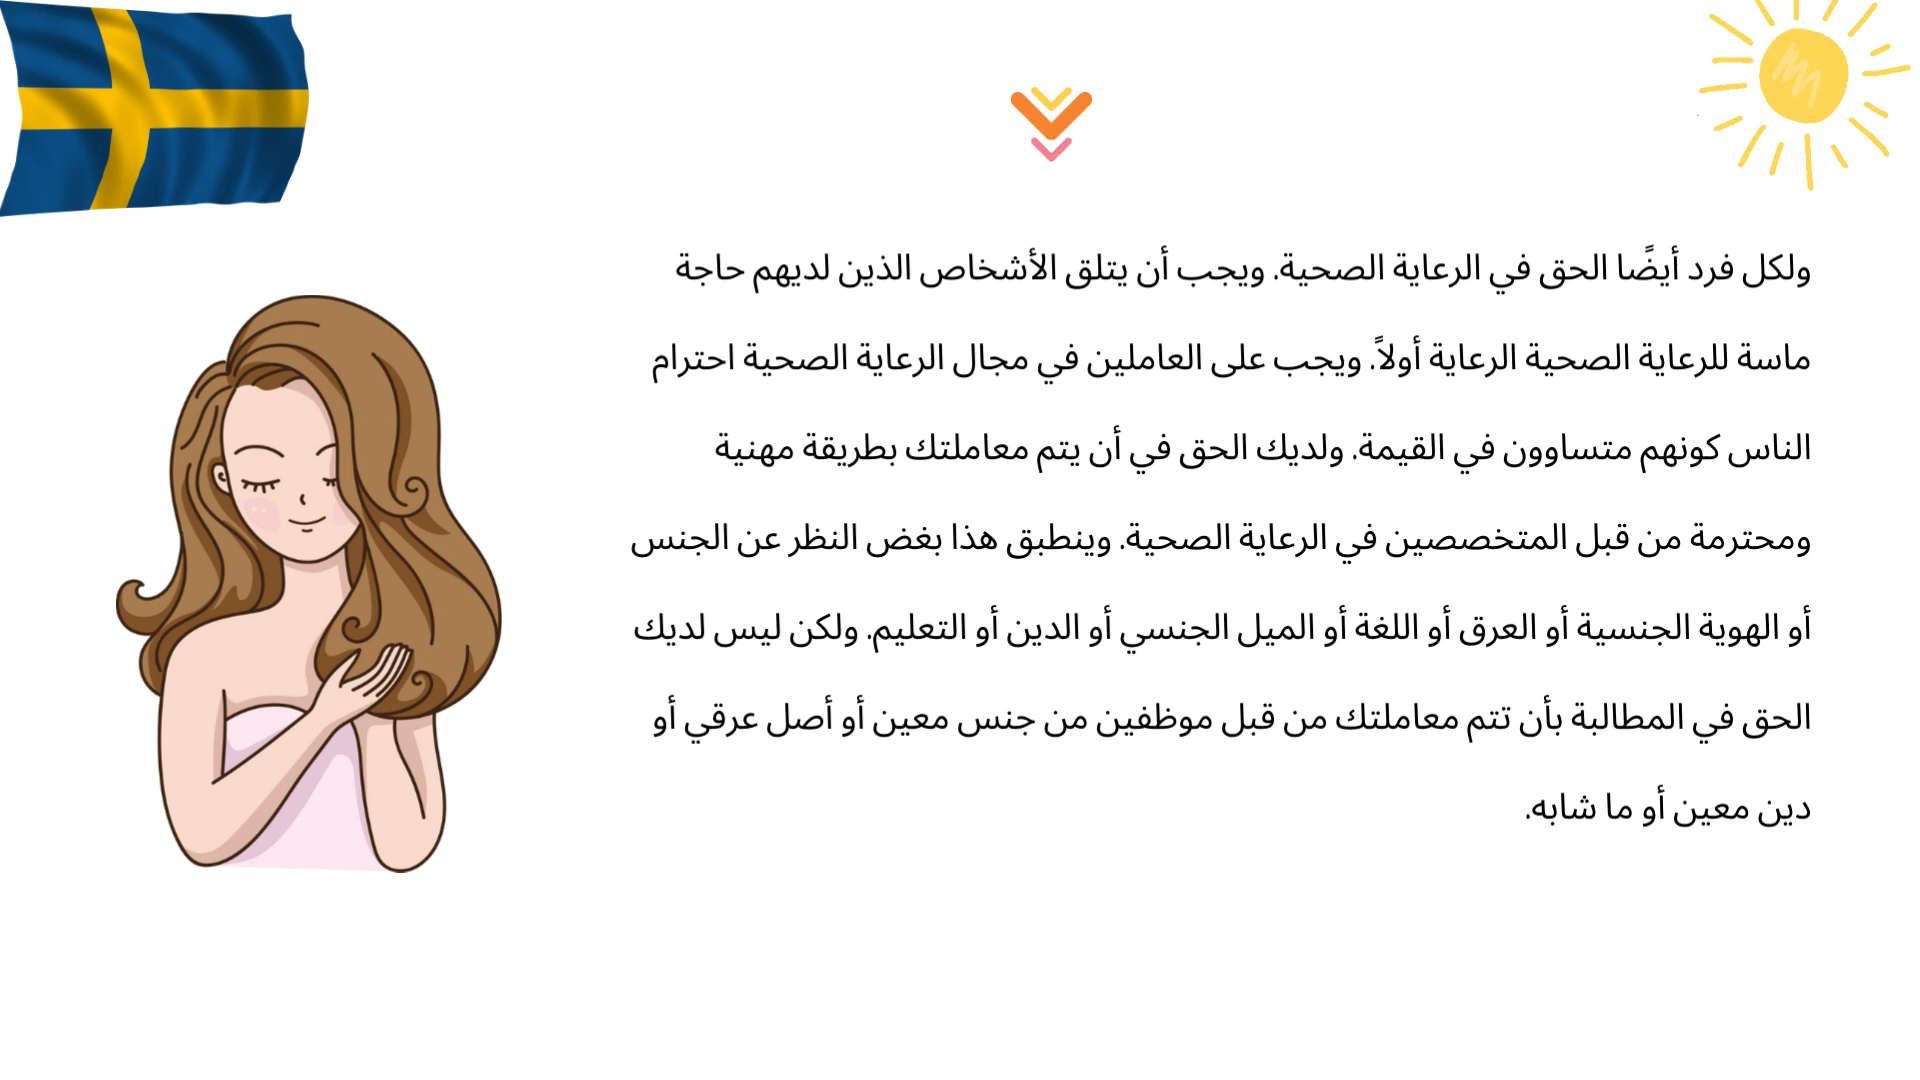 ولكل فرد أيضًا الحق في الرعاية الصحية. ويجب أن يتلق الأشخاص الذين لديهم حاجة
ماسة للرعاية الصحية الرعاية أولاً. ويجب على العاملين في مجال الرعاية الصحية احترام
الناس كونهم متساوون في القيمة. ولديك الحق في أن يتم معاملتك بطريقة مهنية
ومحترمة من قبل المتخصصين في الرعاية الصحية. وينطبق هذا بغض النظر عن الجنس
أو الهوية الجنسية أو العرق أو اللغة أو الميل الجنسي أو الدين أو التعليم. ولكن ليس لديك
الحق في المطالبة بأن تتم معاملتك من قبل موظفين من جنس معين أو أصل عرقي أو
دين معين أو ما شابه.